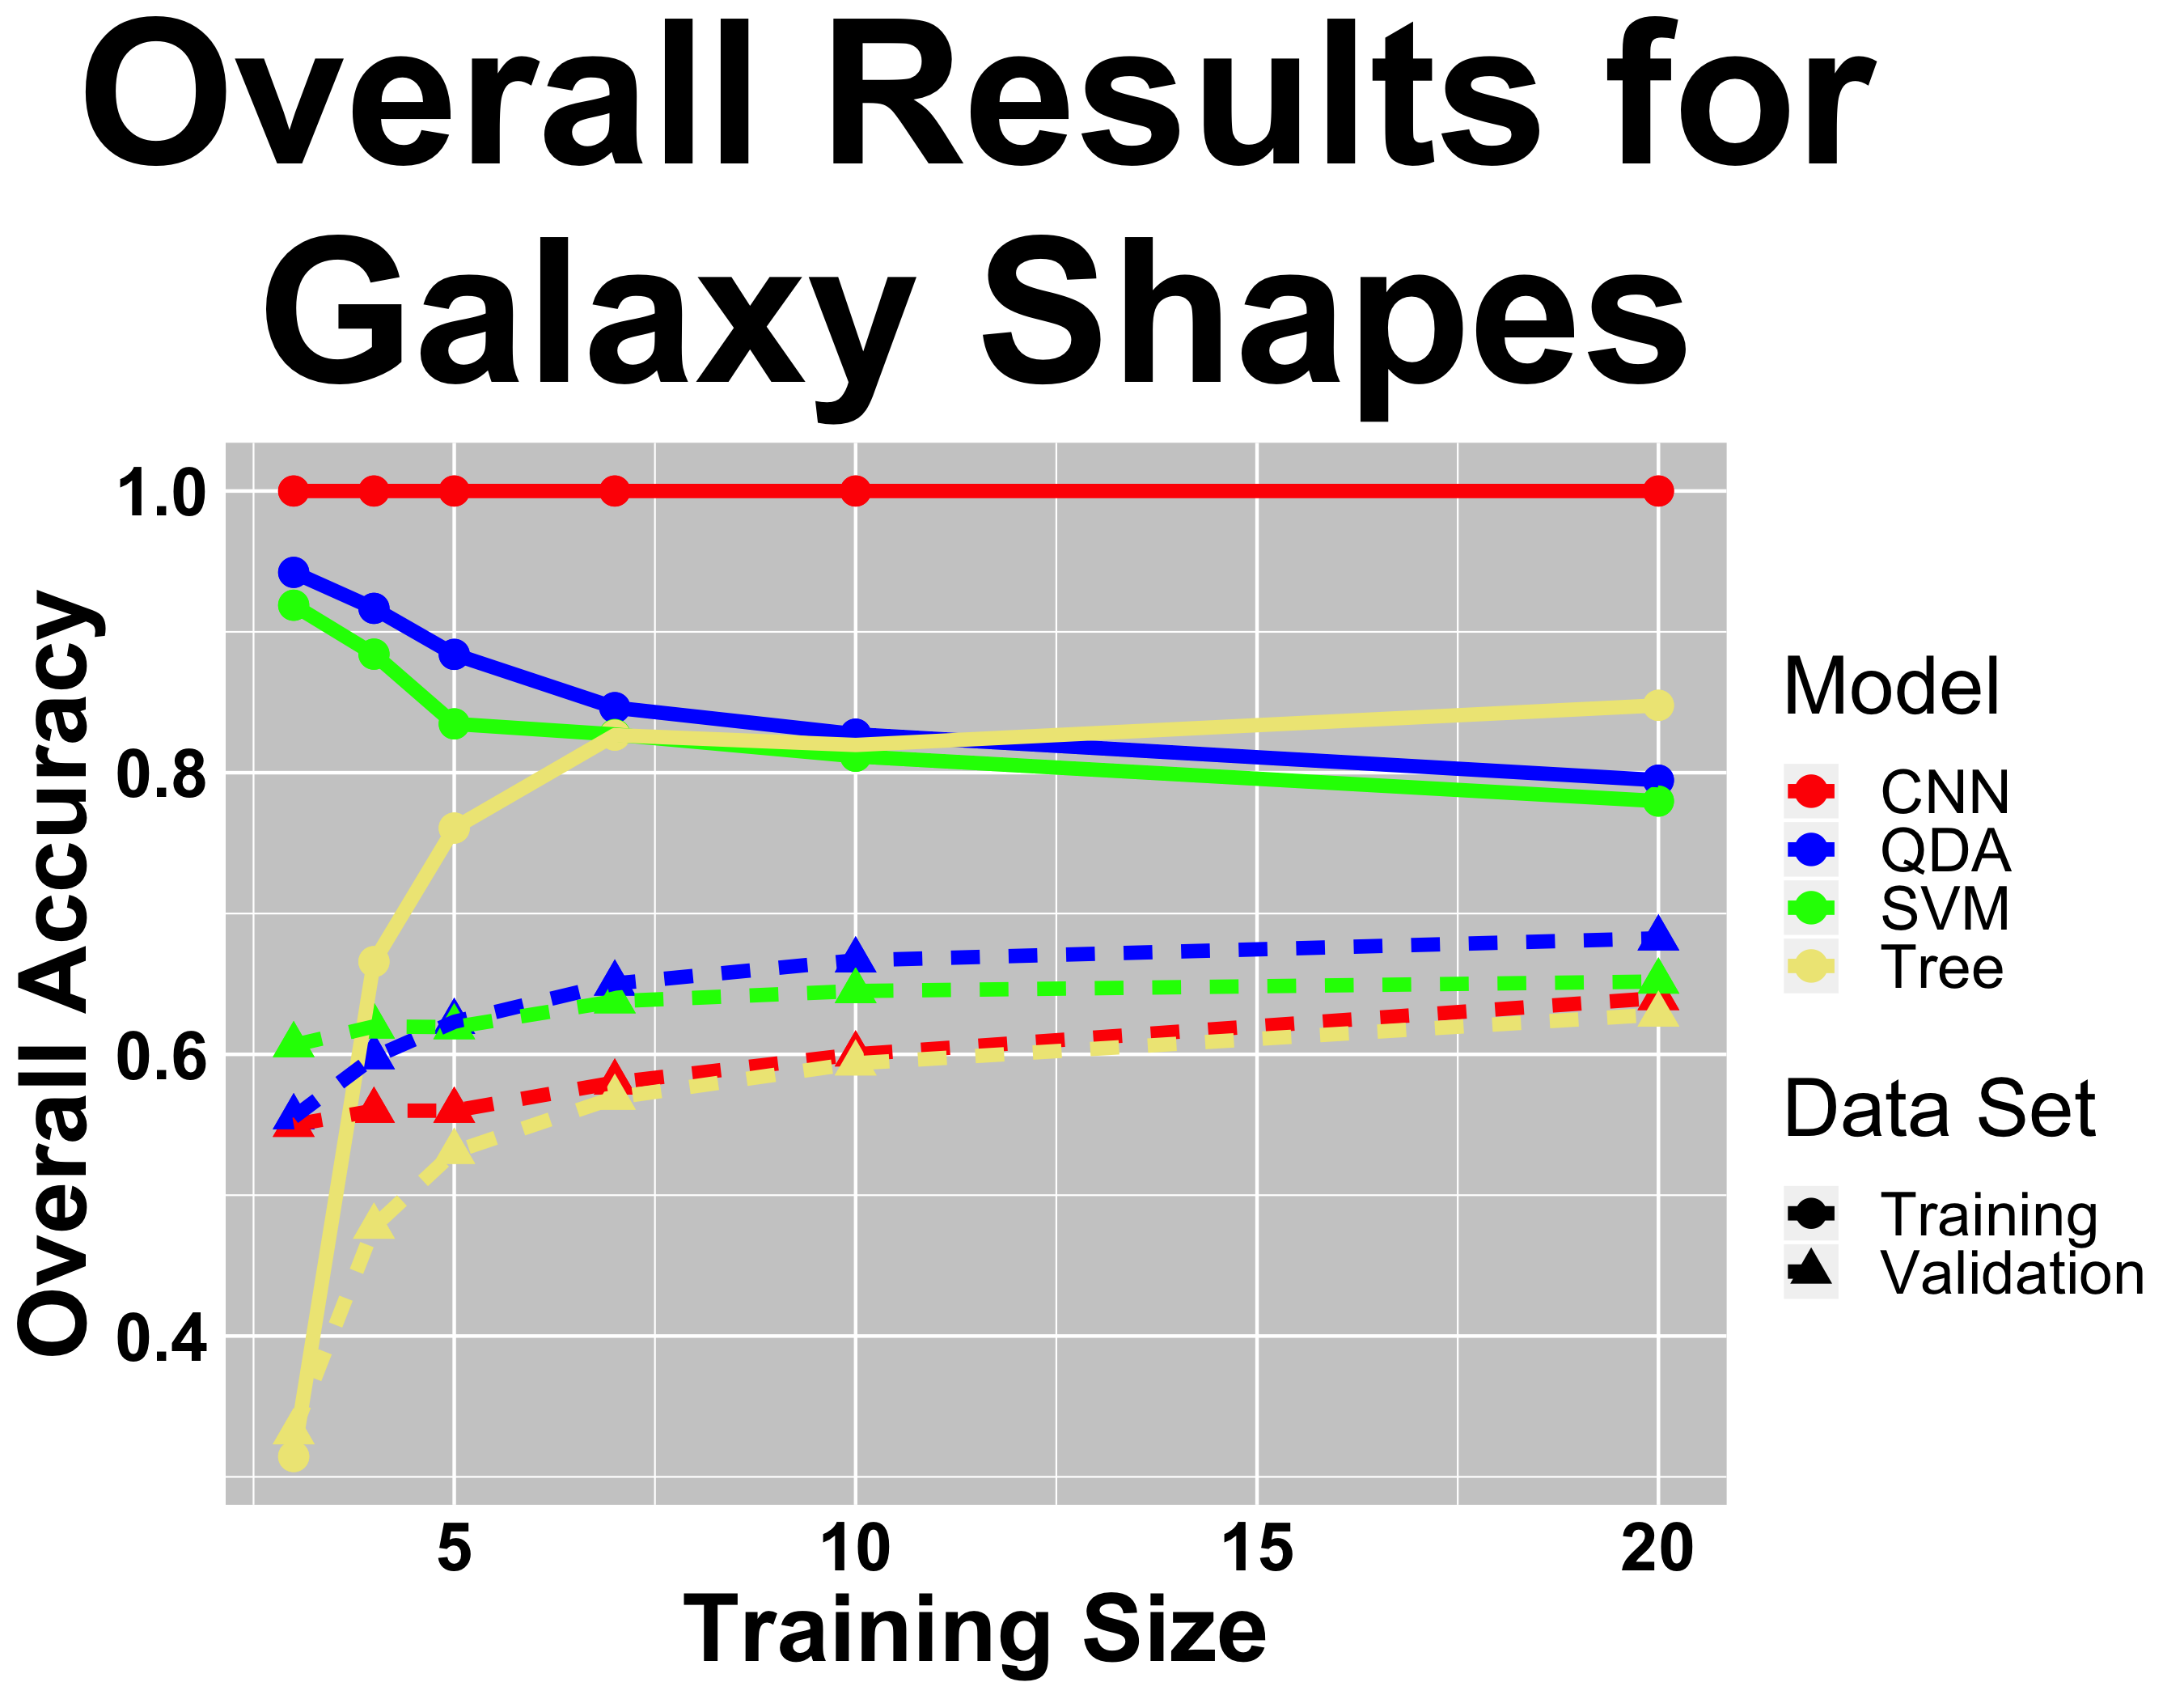 Overall Results for
Galaxy Shapes
Overall Accuracy
1.0
0.8
0.6
0.4
5 10 15 20
Training Size
Model
CNN
QDA
SVM
Tree
Data Set
Training
Validation